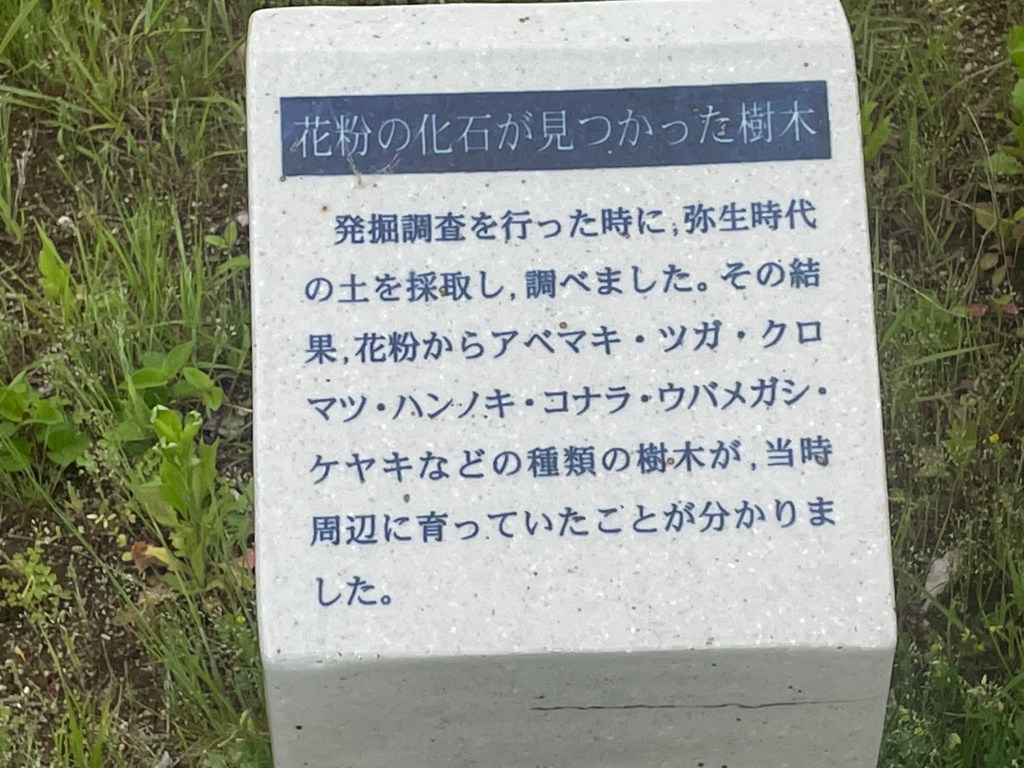 花粉の化石が見つかった樹木
発掘調査を行った時に,弥生時代
の土を採取し,調べました。その結
果,花粉からアベマキ・ツガ・クロ
マツ・ハンノキ・コナラ・ウバメガシ・
ケヤキなどの種類の樹木が,当時
周辺に育っていたことが分かりま
した。